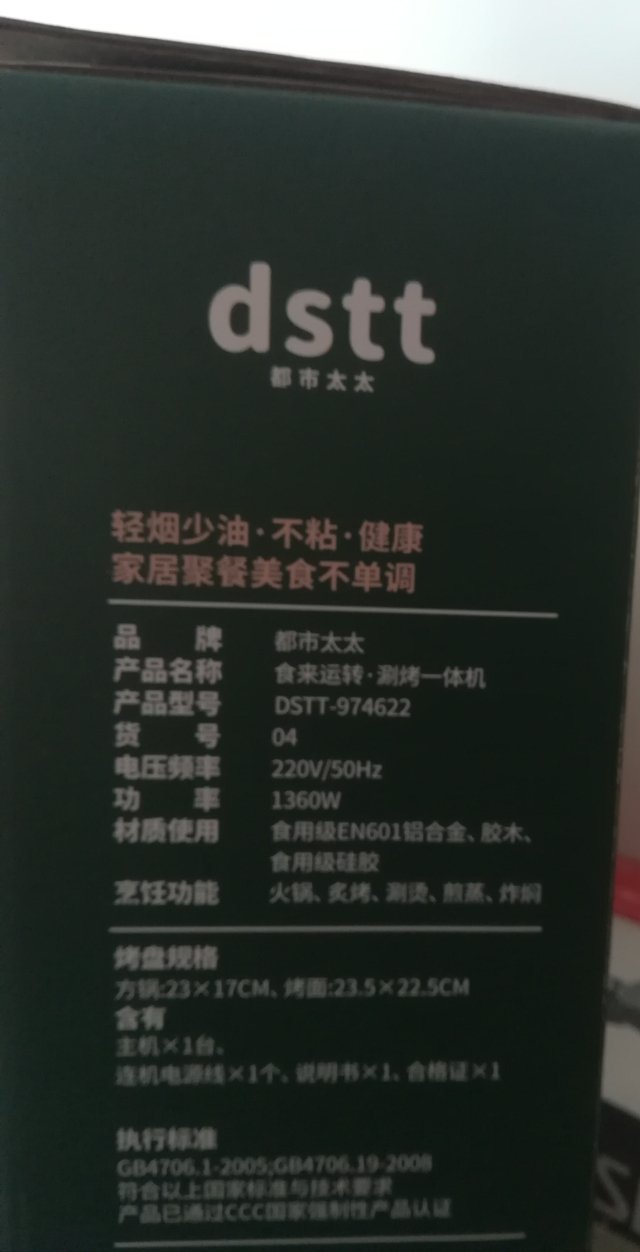 dstt
都市太太
轻烟少油·不粘·健康
家居聚餐美食不单调
品 牌 都市太太
产品名称 食来运转·涮烤一体机
产品型号 DSTT-974622
货 号 04
电压频率 220V/50Hz
功 率 1360W
材质使用 食用级EN601铝合金、胶木、
食用级硅胶
烹饪功能 火锅、炙烤、涮烫、煎蒸、炸焖
烤盘规格
方锅:23×17CM、烤面:23.5×22.5CM
含有
主机×1台、
连机电源线×1个、说明书×1、合格证×1
执行标准
GB4706.1-2005;GB4706.19-2008
符合以上国家标准与技术要求
产品已通过CCC国家强制性产品认证